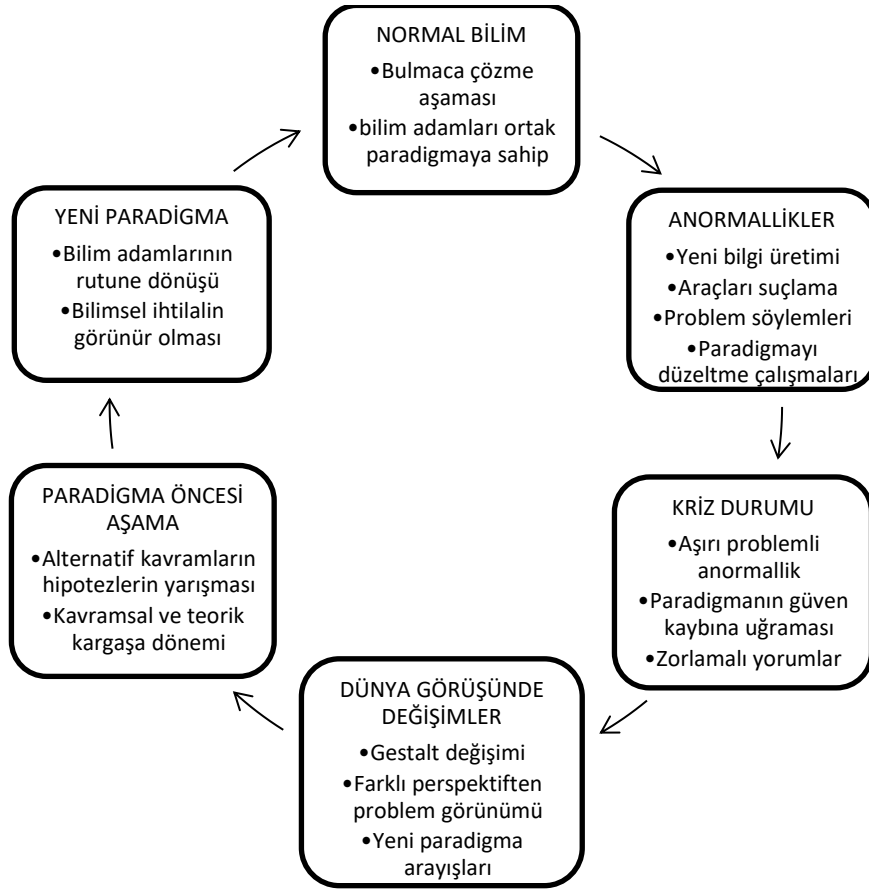 NORMAL BİLİM
•Bulmaca çözme
aşaması
•bilim adamları ortak
paradigmaya sahip
ANORMALLİKLER
•Yeni bilgi üretimi
•Araçları suçlama
•Problem söylemleri
•Paradigmayı
düzeltme çalışmaları
KRİZ DURUMU
•Aşırı problemli
anormallik
•Paradigmanın güven
kaybına uğraması
•Zorlamalı yorumlar
DÜNYA GÖRÜŞÜNDE
DEĞİŞİMLER
•Gestalt değişimi
•Farklı perspektiften
problem görünümü
•Yeni paradigma
arayışları
PARADİGMA ÖNCESİ
AŞAMA
•Alternatif kavramların
hipotezlerin yarışması
•Kavramsal ve teorik
kargaşa dönemi
YENİ PARADİGMA
•Bilim adamlarının
rutune dönüşü
•Bilimsel ihtilalin
görünür olması